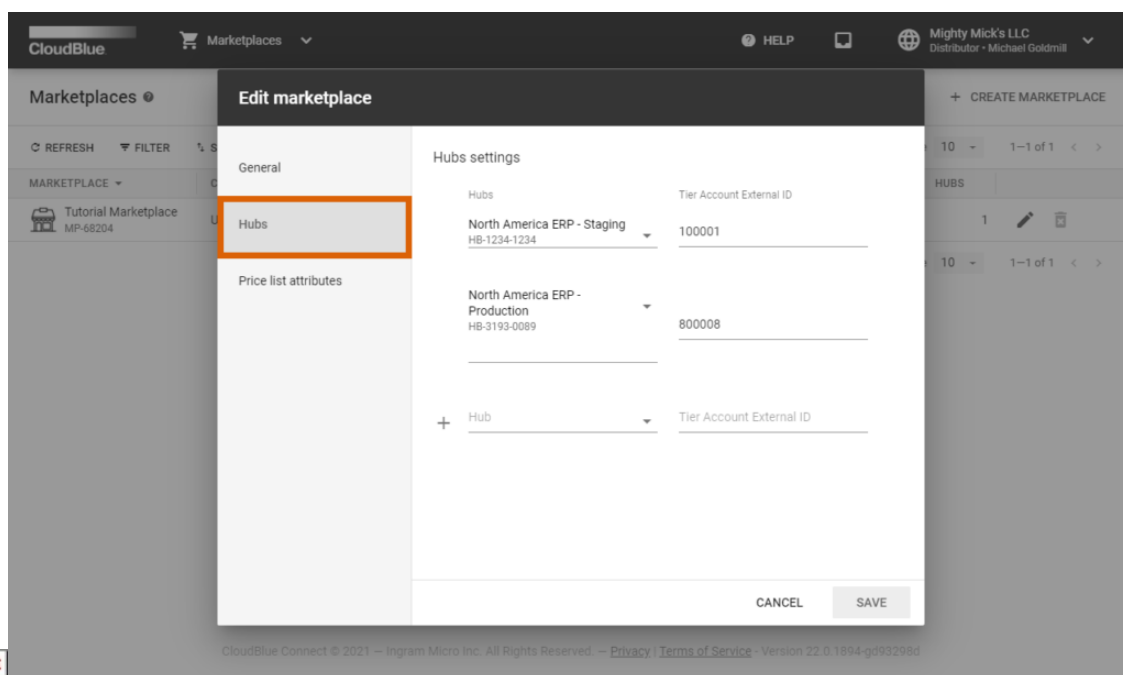 CloudBlue
Marketplaces
HELP
Mighty Mick's LLC
Distributor • Michael Goldmill
Marketplaces
+ CREATE MARKETPLACE
REFRESH
FILTER
S
10
1–1 of 1
MARKETPLACE
HUBS
Tutorial Marketplace
MP-68204
U
1
10
1–1 of 1
Edit marketplace
General
Hubs
Price list attributes
Hubs settings
Hubs
Tier Account External ID
North America ERP - Staging
HB-1234-1234
100001
North America ERP -
Production
HB-3193-0089
800008
+
Hub
Tier Account External ID
CANCEL
SAVE
CloudBlue Connect © 2021 — Ingram Micro Inc. All Rights Reserved. — Privacy | Terms of Service - Version 22.0.1894-gd93298d